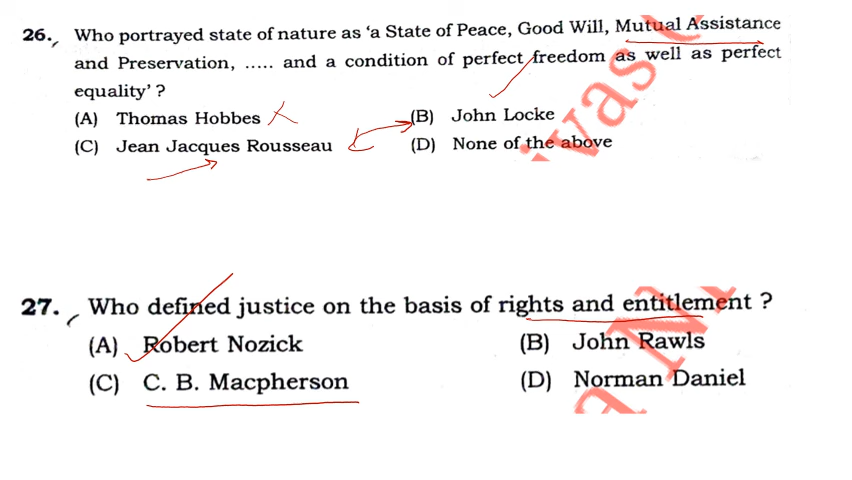 26. Who portrayed state of nature as 'a State of Peace, Good Will, Mutual Assistance
and Preservation, ..... and a condition of perfect freedom as well as perfect
equality' ?
(A) Thomas Hobbes (B) John Locke
(C) Jean Jacques Rousseau (D) None of the above
27. Who defined justice on the basis of rights and entitlement ?
(A) Robert Nozick (B) John Rawls
(C) C. B. Macpherson (D) Norman Daniel